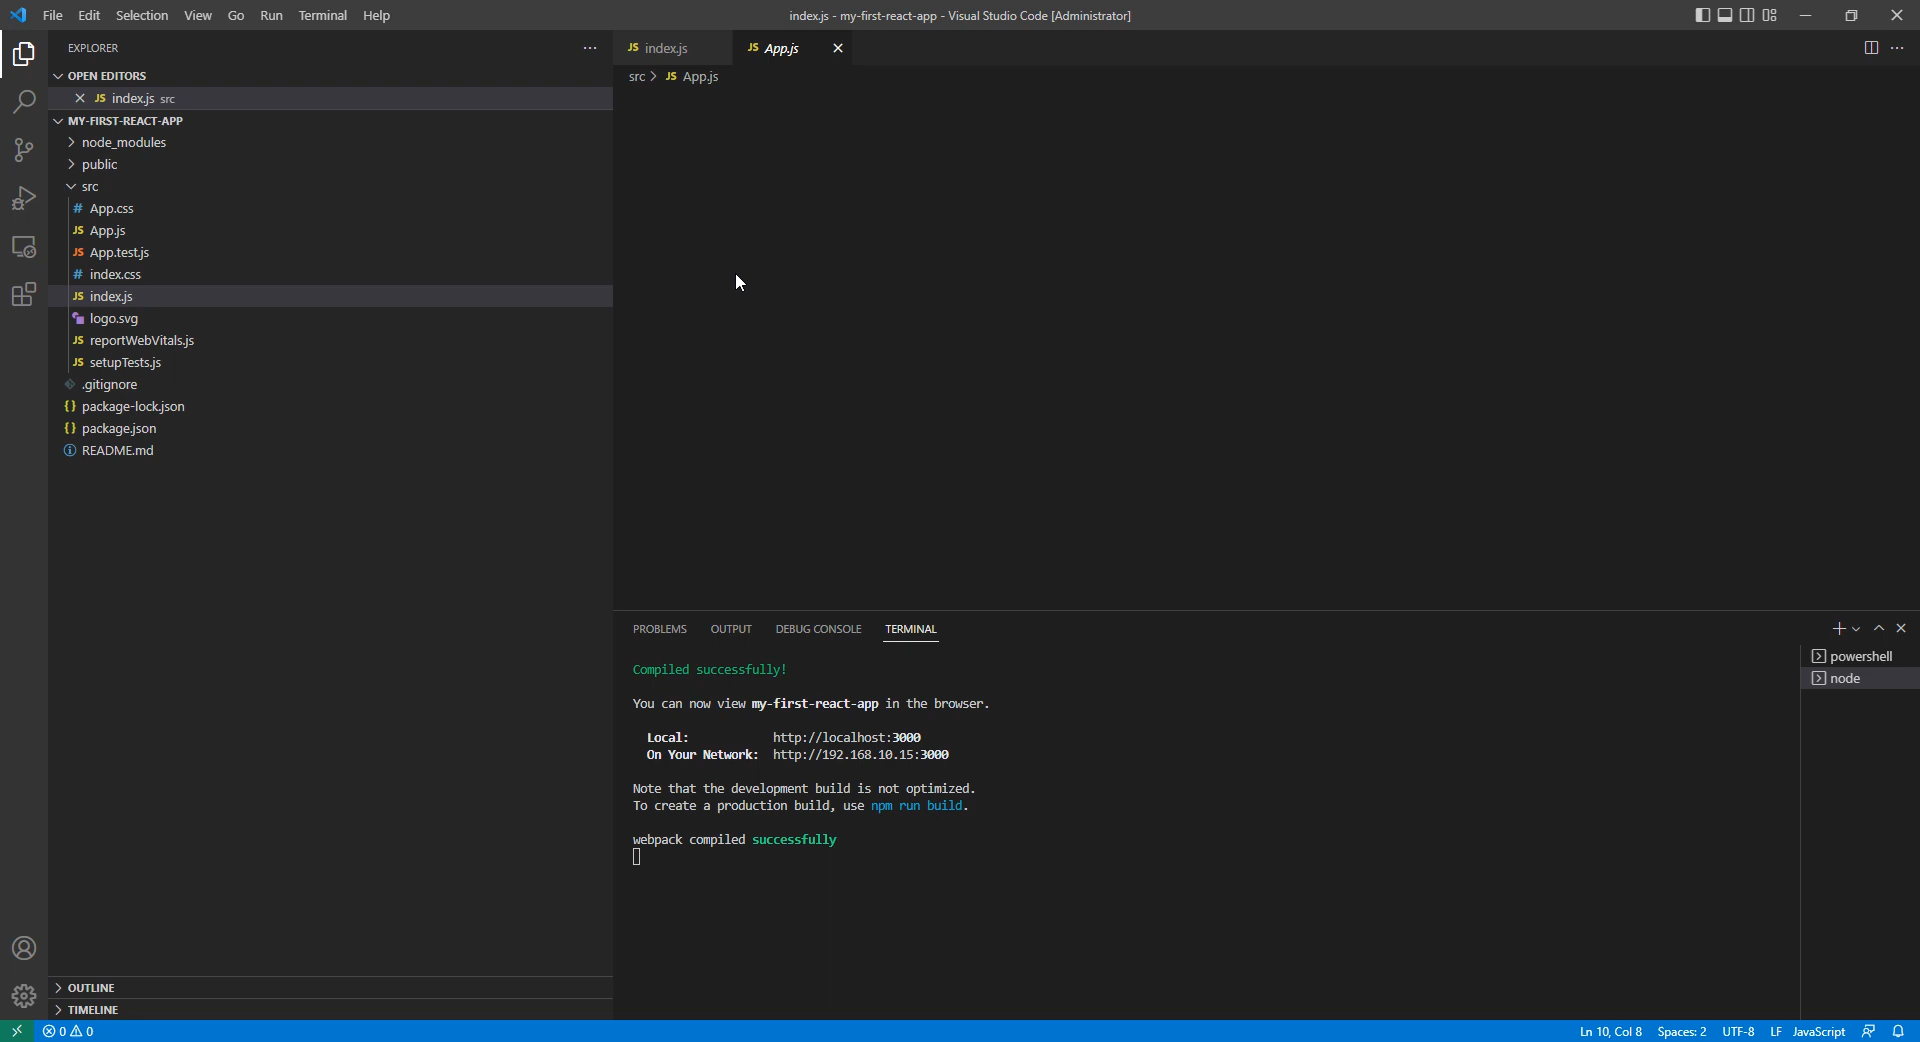 File Edit Selection View Go Run Terminal Help
index.js - my-first-react-app - Visual Studio Code [Administrator]
EXPLORER
OPEN EDITORS
JS index.js src
MY-FIRST-REACT-APP
node_modules
public
src
# App.css
JS App.js
JS App.test.js
# index.css
JS index.js
logo.svg
JS reportWebVitals.js
JS setupTests.js
.gitignore
{} package-lock.json
{} package.json
README.md
OUTLINE
TIMELINE
JS index.js JS App.js
src > JS App.js
PROBLEMS OUTPUT DEBUG CONSOLE TERMINAL
Compiled successfully!
You can now view my-first-react-app in the browser.
Local: http://localhost:3000
On Your Network: http://192.168.10.15:3000
Note that the development build is not optimized.
To create a production build, use npm run build.
webpack compiled successfully
powershell
node
0 0
Ln 10, Col 8 Spaces: 2 UTF-8 LF JavaScript